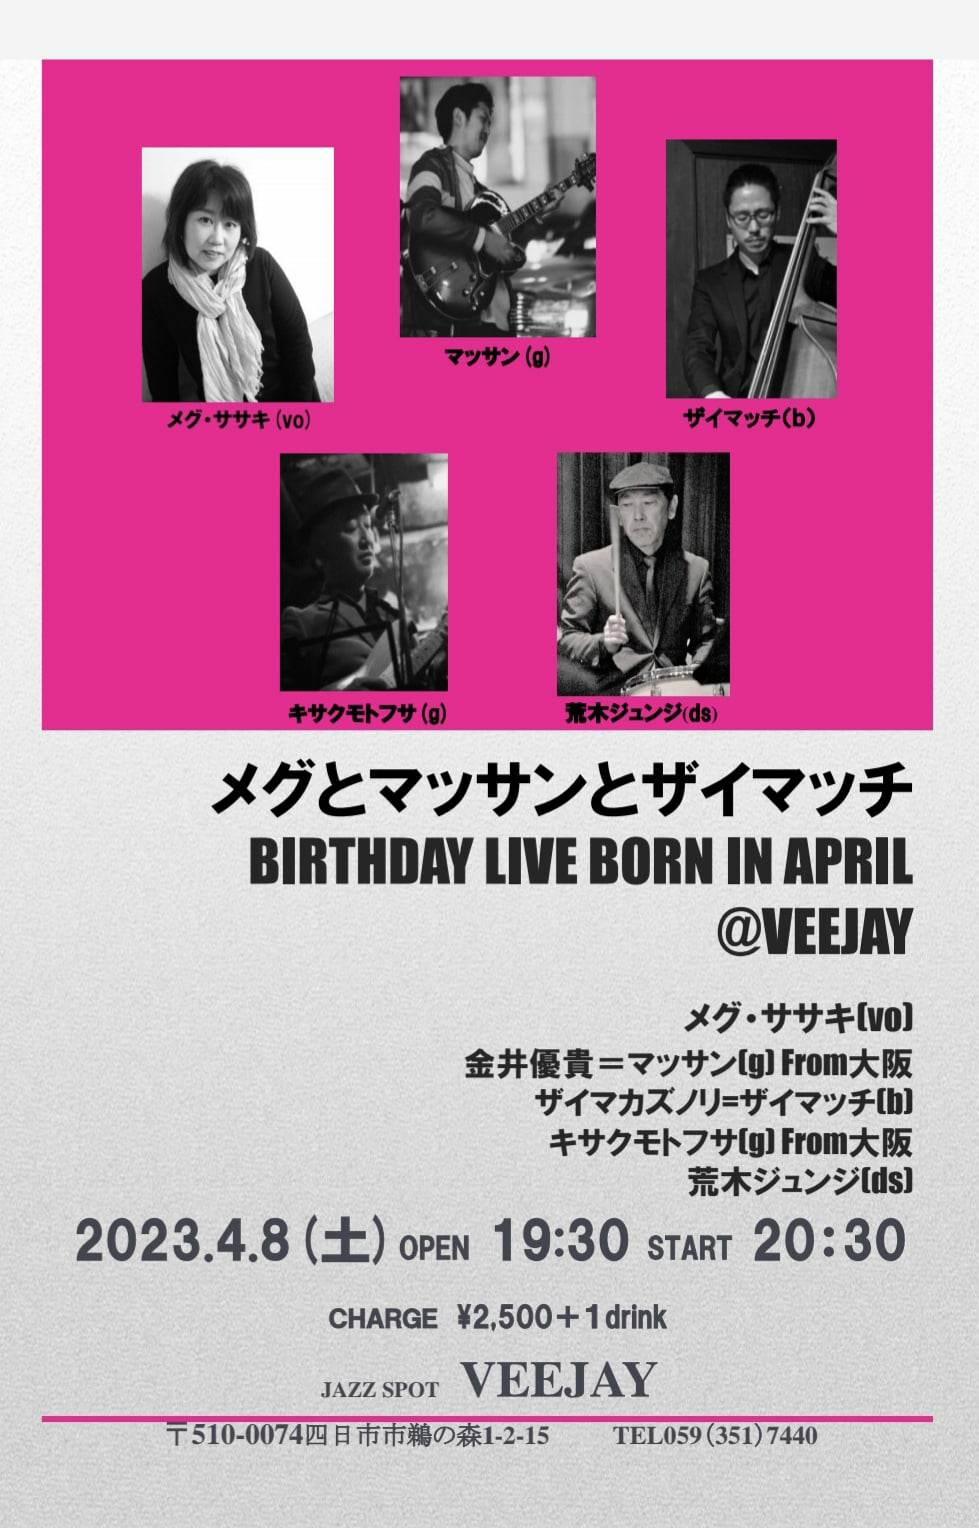 マッサン(g)
メグ・ササキ(vo)
ザイマッチ(b)
キサクモトフサ(g)
荒木ジュンジ(ds)
メグとマッサンとザイマッチ
BIRTHDAY LIVE BORN IN APRIL
@VEEJAY
メグ・ササキ(vo)
金井優貴=マッサン(g) From大阪
ザイマカズノリ=ザイマッチ(b)
キサクモトフサ(g) From大阪
荒木ジュンジ(ds)
2023.4.8(土) OPEN 19:30 START 20:30
CHARGE ¥2,500+1drink
JAZZ SPOT VEEJAY
〒510-0074四日市市鵜の森1-2-15 TEL059(351)7440